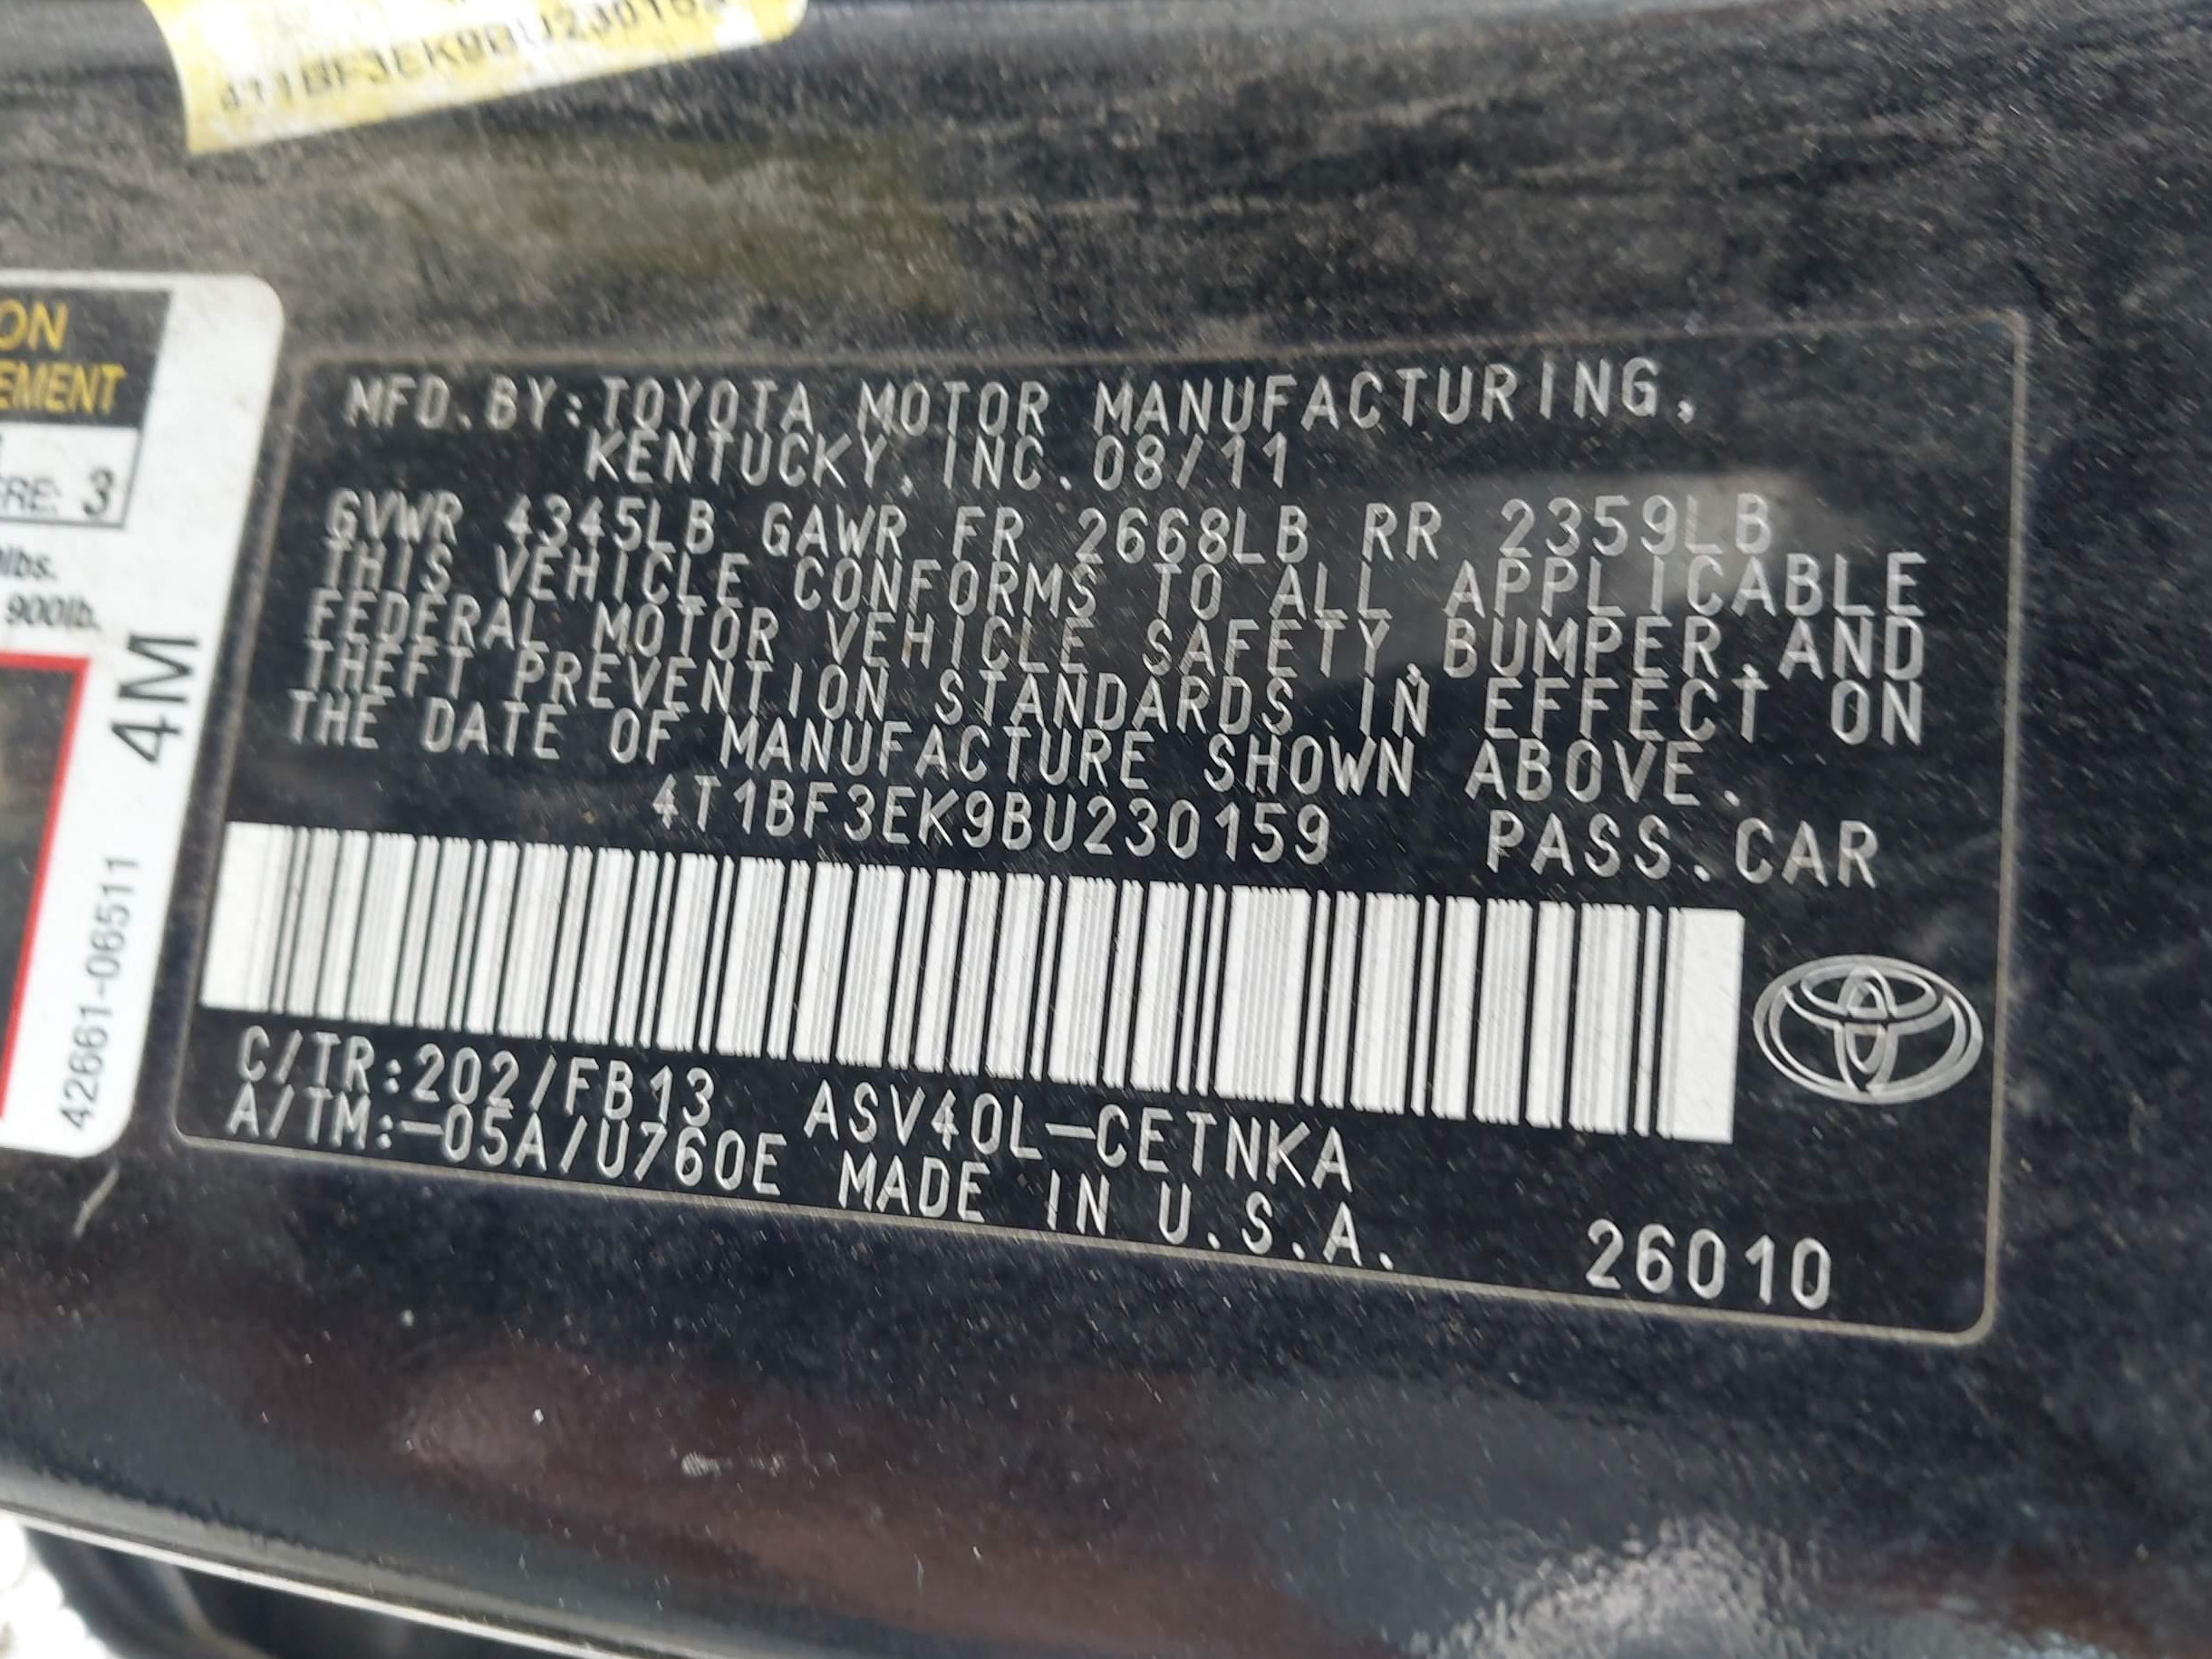 4T1BF3EK9BU230159
ON
EMENT
RE: 3
lbs.
900lb.
4M
42661-06511
MFD. BY: TOYOTA MOTOR MANUFACTURING,
KENTUCKY, INC. 08/11
GVWR 4345LB GAWR FR 2668LB RR 2359LB
THIS VEHICLE CONFORMS TO ALL APPLICABLE
FEDERAL MOTOR VEHICLE SAFETY, BUMPER, AND
THEFT PREVENTION STANDARDS IN EFFECT ON
THE DATE OF MANUFACTURE SHOWN ABOVE.
4T1BF3EK9BU230159 PASS. CAR
C/TR:202/FB13 ASV40L-CETNKA
A/TM:-05A/U760E MADE IN U.S.A. 26010